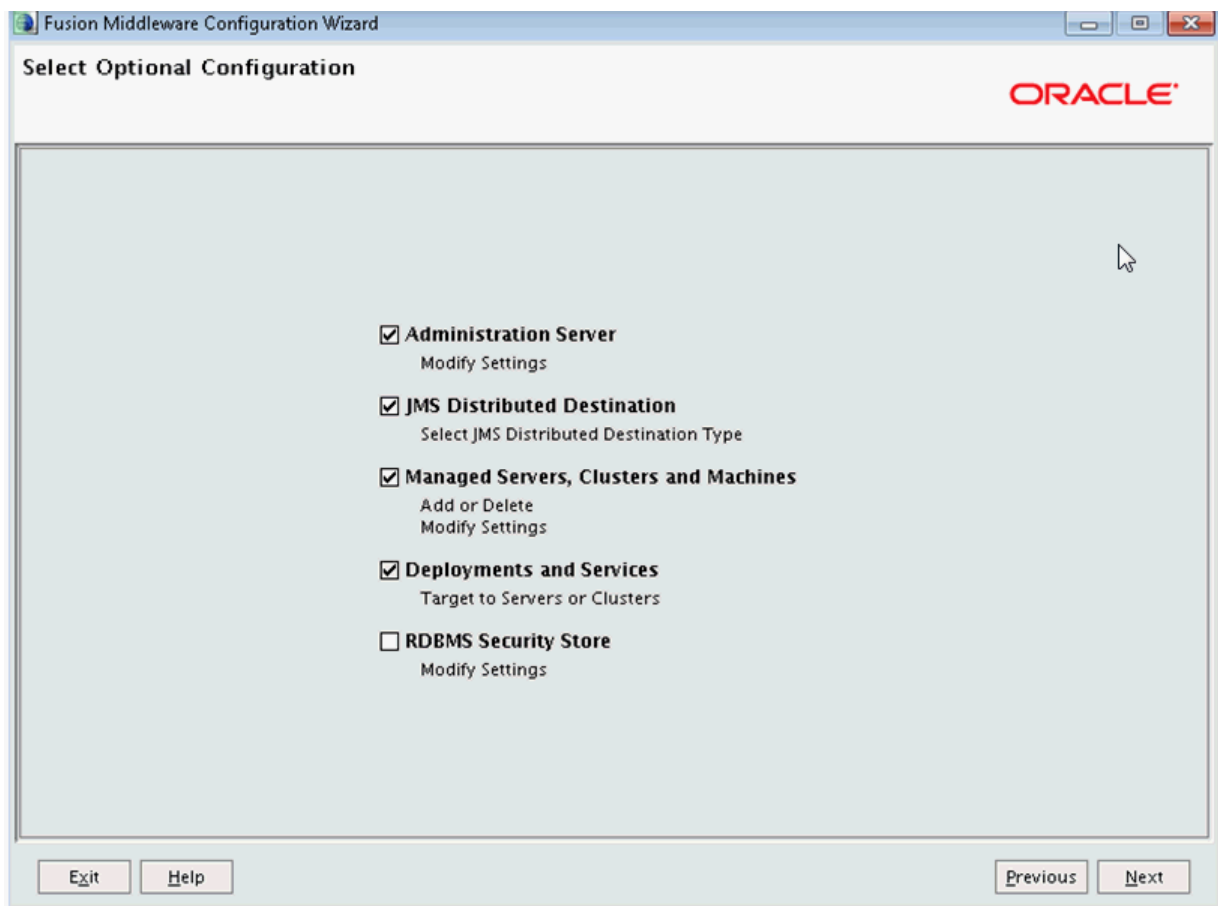 Fusion Middleware Configuration Wizard
Select Optional Configuration
ORACLE
Administration Server
Modify Settings
JMS Distributed Destination
Select JMS Distributed Destination Type
Managed Servers, Clusters and Machines
Add or Delete
Modify Settings
Deployments and Services
Target to Servers or Clusters
RDBMS Security Store
Modify Settings
Exit Help Previous Next